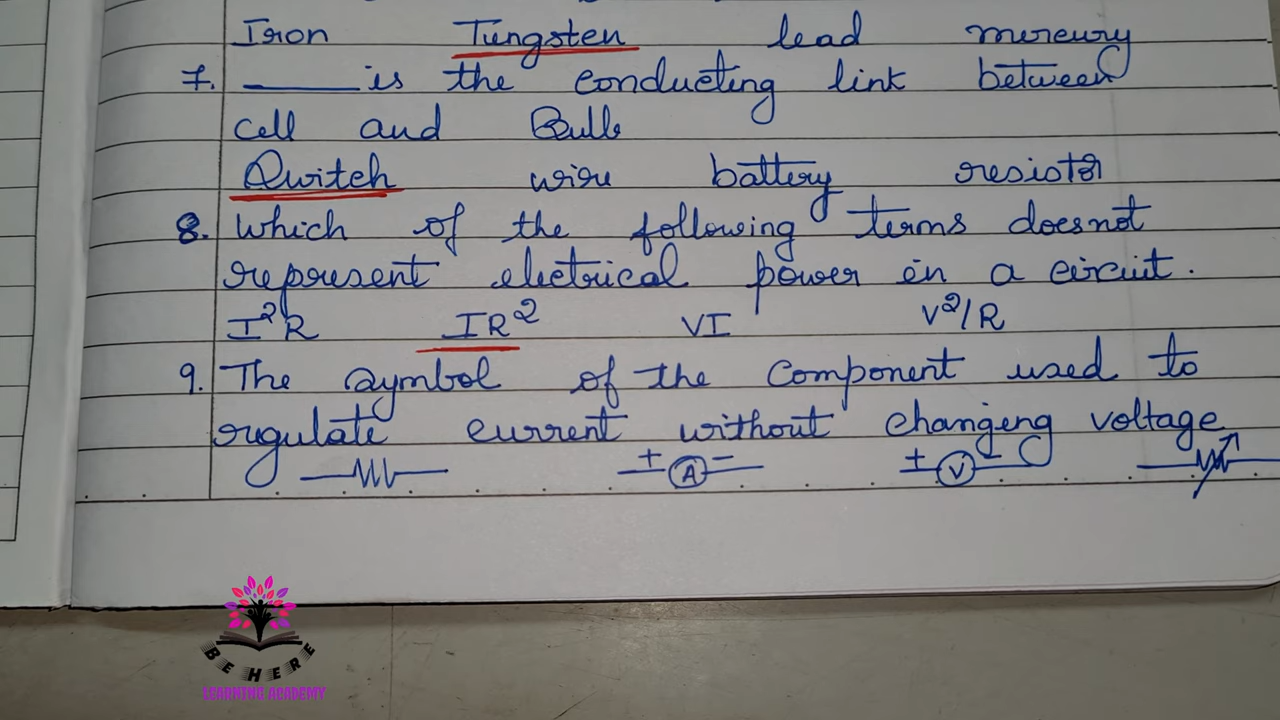 Iron Tungsten lead mercury
7. ______ is the conducting link between
cell and Bulb
Switch wire battery resistor
8. Which of the following terms does not
represent electrical power in a circuit.
I²R IR² VI V²/R
9. The symbol of the component used to
regulate current without changing voltage
+ A - + V -
BEHERE
LEARNING ACADEMY